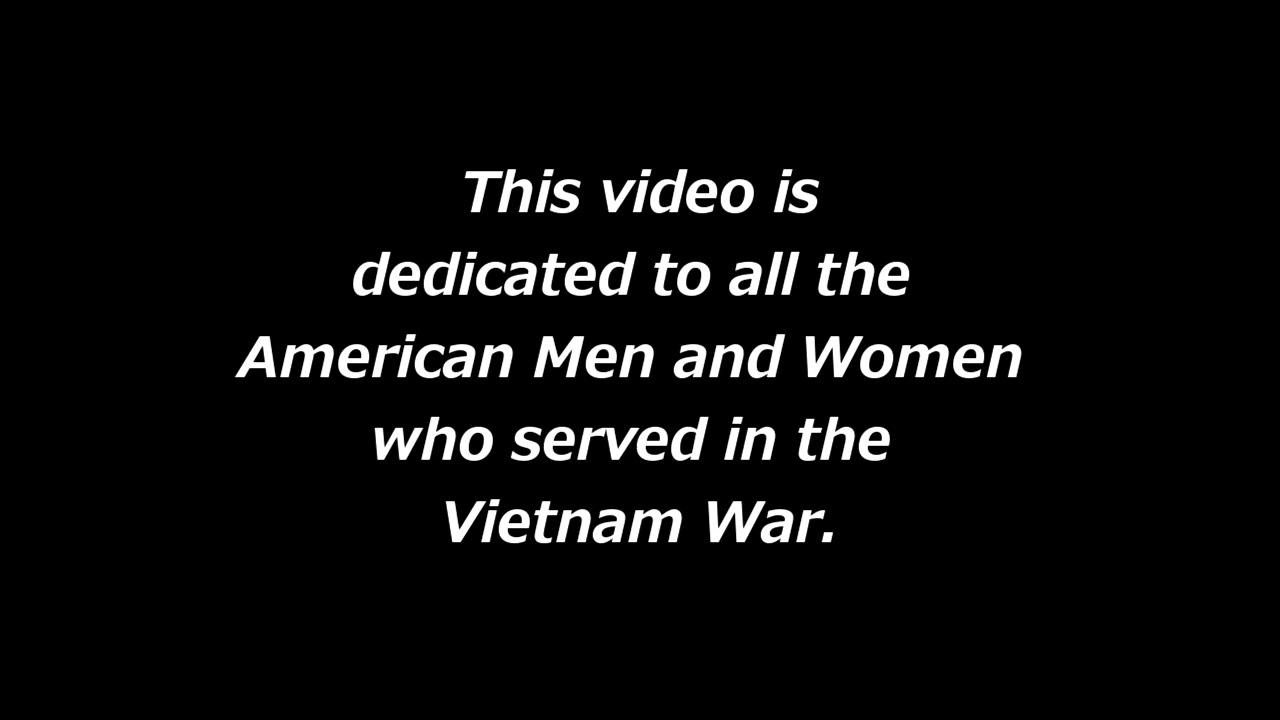 This video is
dedicated to all the
American Men and Women
who served in the
Vietnam War.